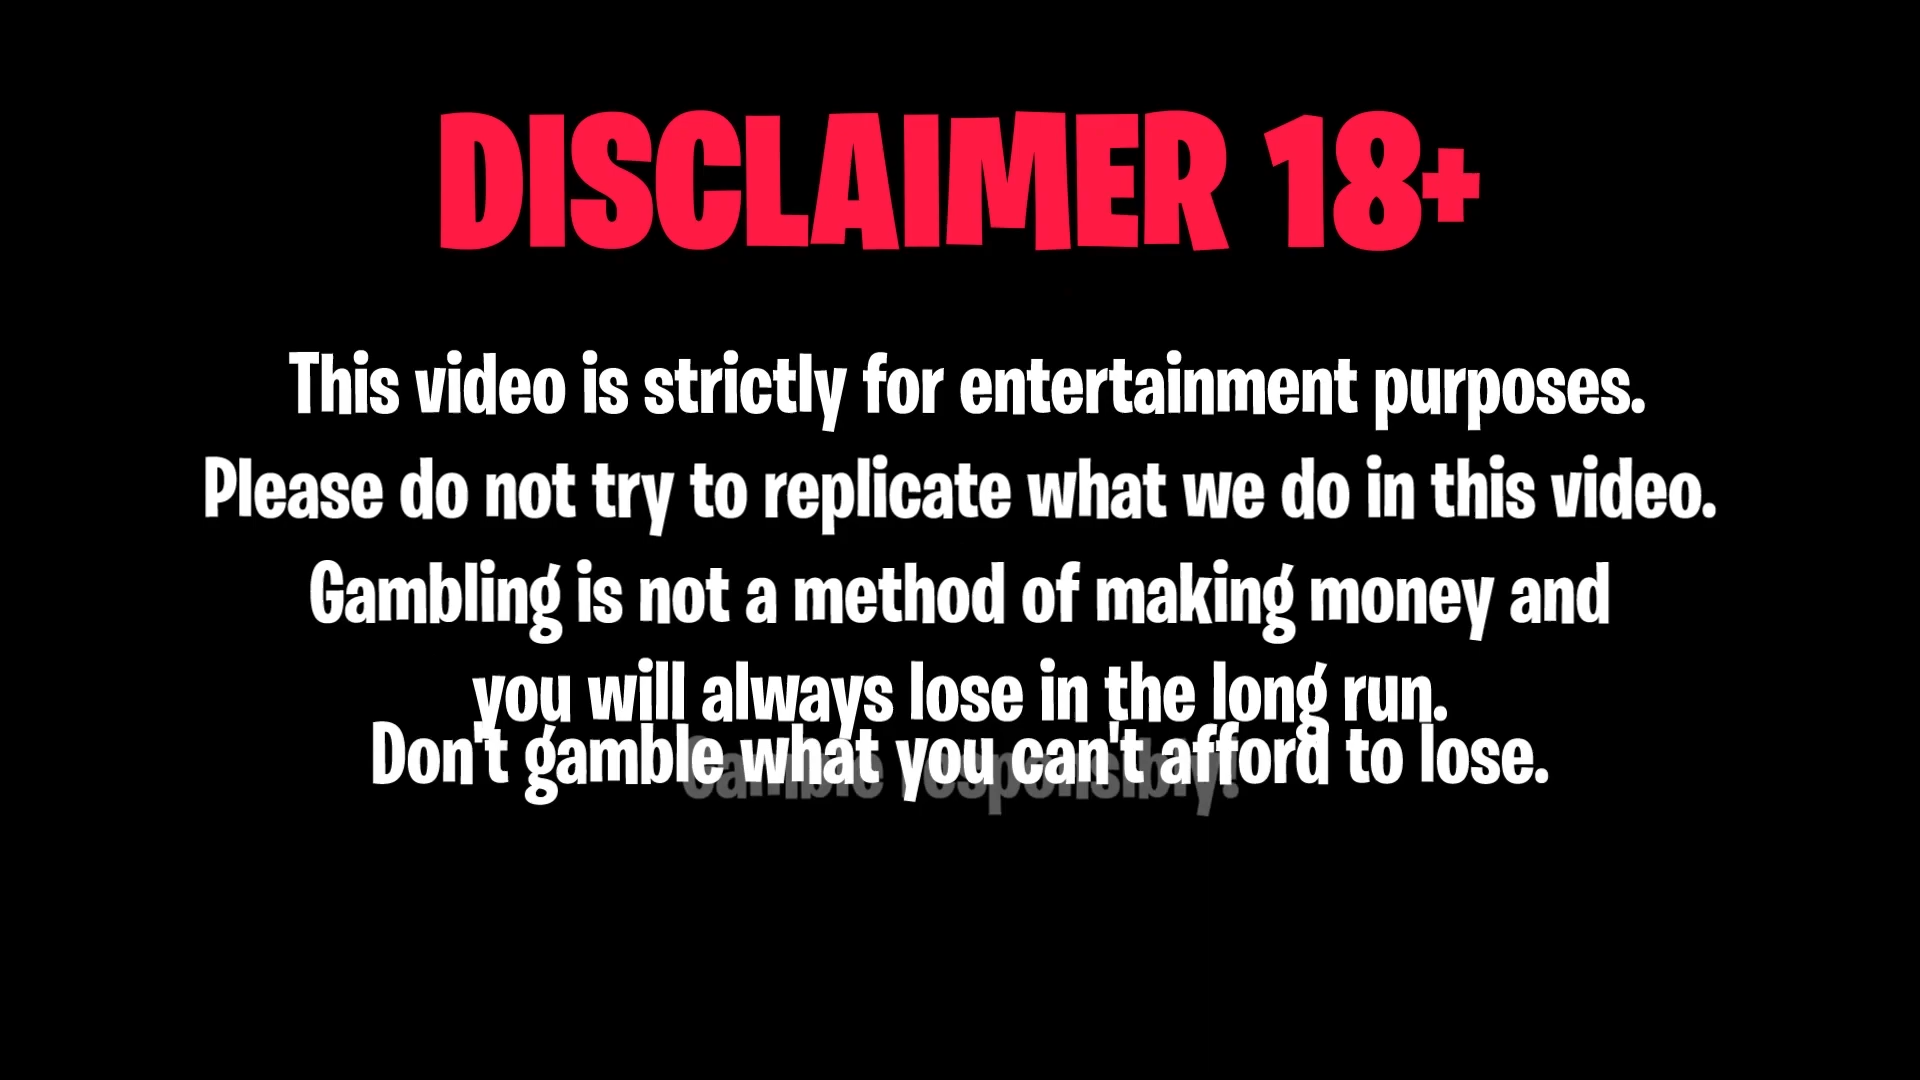 DISCLAIMER 18+
This video is strictly for entertainment purposes.
Please do not try to replicate what we do in this video.
Gambling is not a method of making money and
you will always lose in the long run.
Don't gamble what you can't afford to lose.
Gamble responsibly!